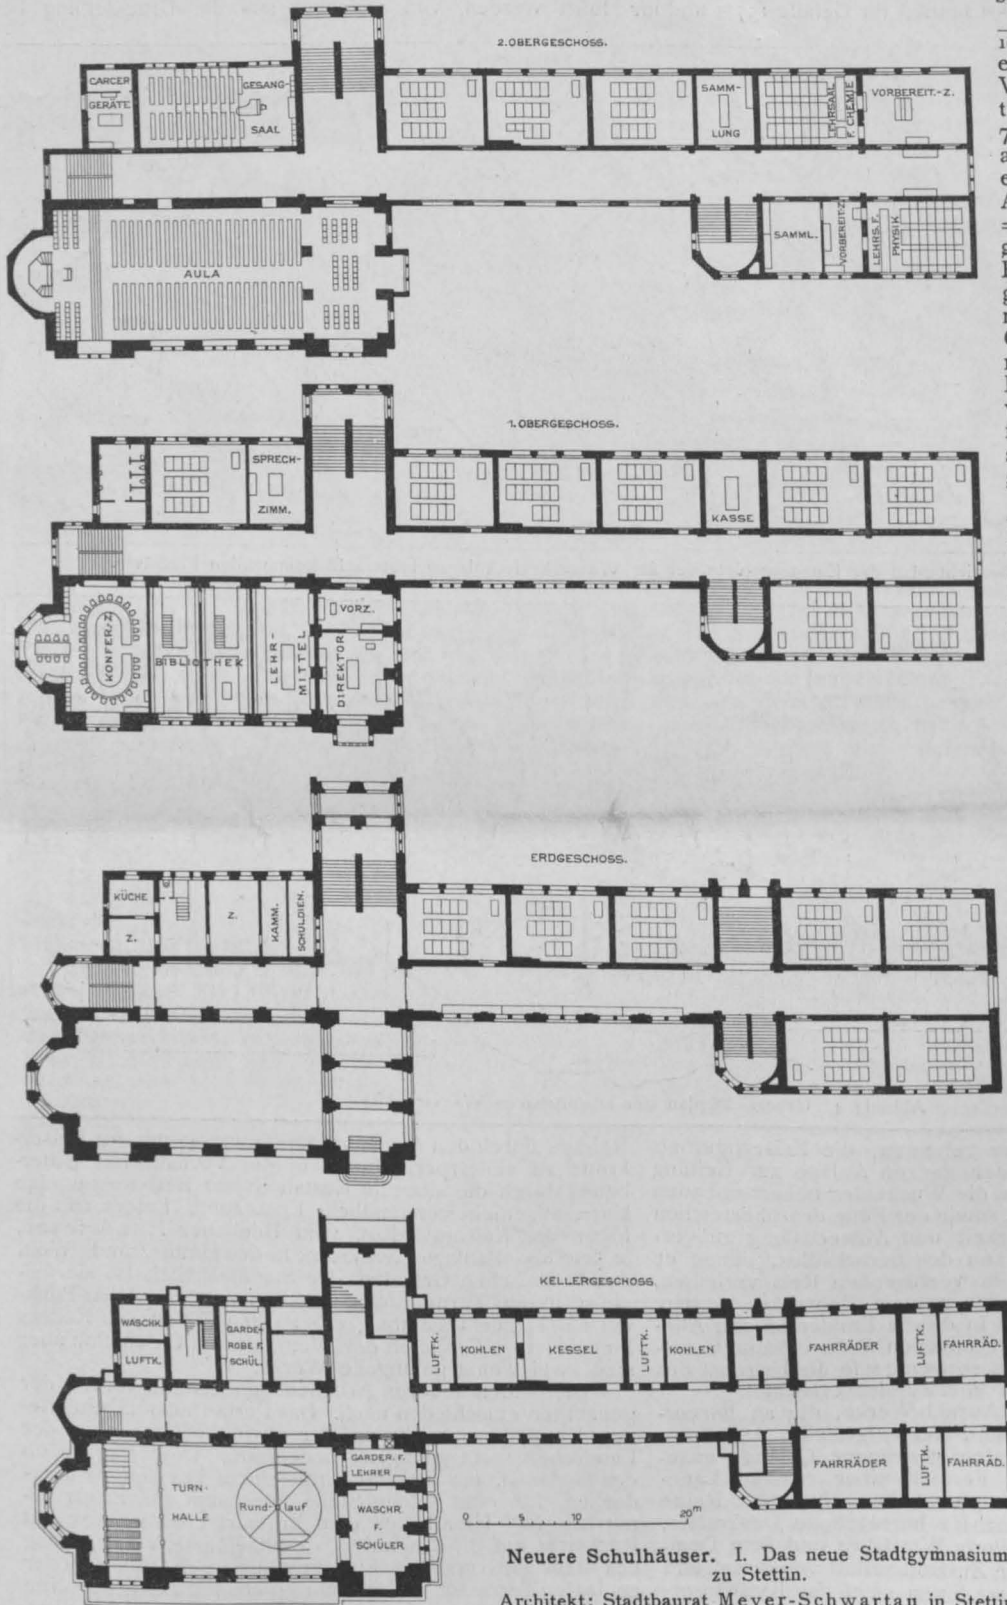 2.OBERGESCHOSS.
CARCER
GERÄTE
GESANG-
SAAL
SAMM-
LUNG
LEHRSAAL
F. CHEMIE
VORBEREIT.-Z.
AULA
SAMML.
VORBEREIT-Z.
LEHRS. F.
PHYSIK
1. OBERGESCHOSS.
SPRECH-
ZIMM.
KASSE
KONFER.-Z.
BIBLIOTHEK
LEHR-
MITTEL
VORZ.
DIREKTOR
ERDGESCHOSS.
KÜCHE
Z.
Z.
KAMM.
SCHULDIEN.
KELLERGESCHOSS.
WASCHK.
LUFTK.
GARDE-
ROBE F.
SCHÜL.
LUFTK.
KOHLEN
KESSEL
LUFTK.
KOHLEN
FAHRRÄDER
LUFTK.
FAHRRÄD.
TURN-
HALLE
Rund-lauf
GARDER. F.
LEHRER
WASCHR.
F.
SCHÜLER
FAHRRÄDER
LUFTK.
FAHRRÄD.
0 5 10 20m
Neuere Schulhäuser. I. Das neue Stadtgymnasium
zu Stettin.
Architekt: Stadtbaurat Meyer-Schwartau in Stettin